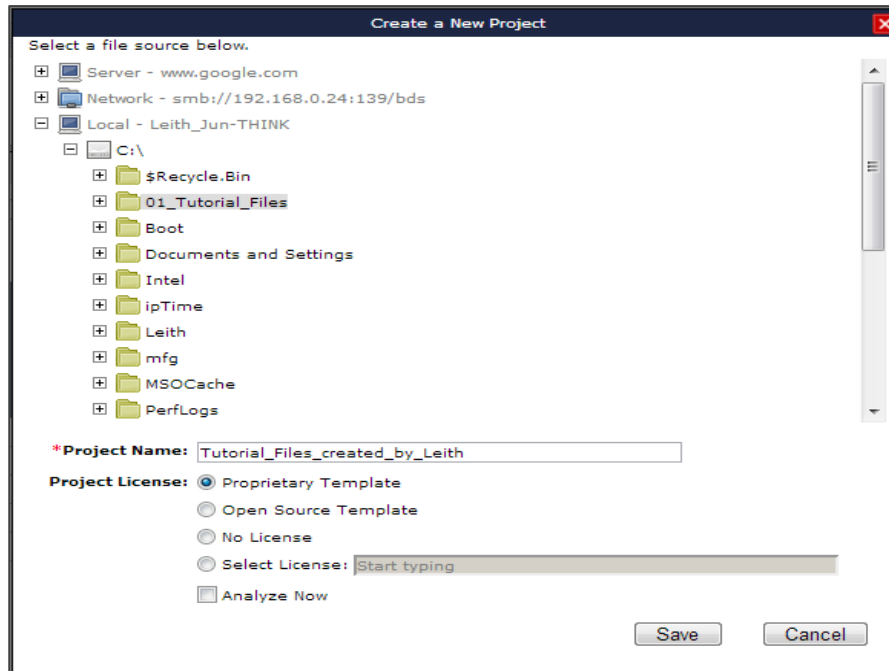 Create a New Project
Select a file source below.
Server - www.google.com
Network - smb://192.168.0.24:139/bds
Local - Leith_Jun-THINK
C:\
$Recycle.Bin
01_Tutorial_Files
Boot
Documents and Settings
Intel
ipTime
Leith
mfg
MSOCache
PerfLogs
*Project Name: Tutorial_Files_created_by_Leith
Project License: Proprietary Template
Open Source Template
No License
Select License: Start typing
Analyze Now
Save Cancel